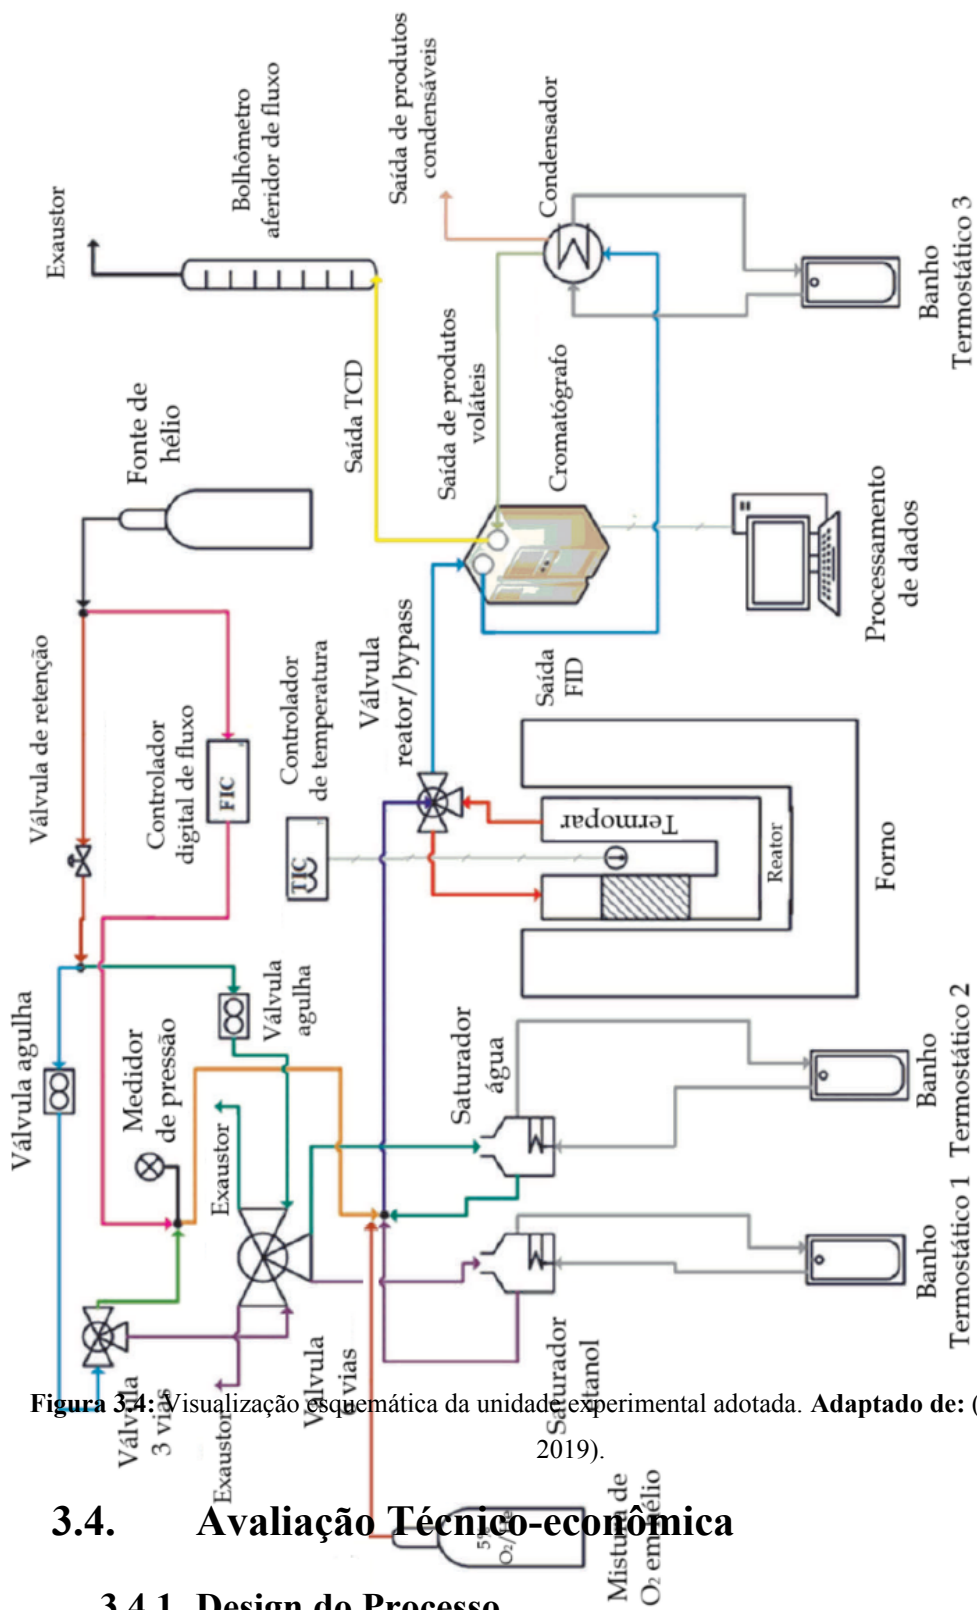 Exaustor
Bolhômetro
aferidor de fluxo
Saída de produtos
condensáveis
Condensador
Banho
Termostático 3
Fonte de
hélio
Saída TCD
Saída de produtos
voláteis
Cromatógrafo
Processamento
de dados
Válvula de retenção
Controlador
digital de fluxo
FIC
Controlador
de temperatura
TIC
Válvula
reator/bypass
Saída
FID
Termopar
Reator
Forno
Válvula agulha
Medidor
de pressão
Válvula
agulha
Exaustor
Saturador
água
Banho
Termostático 2
Válvula
3 vias
Exaustor
Válvula
6 vias
Saturador
etanol
Banho
Termostático 1
5%
O₂/He
Mistura de
O₂ em hélio
Figura 3.4: Visualização esquemática da unidade experimental adotada. Adaptado de: (
2019).
3.4. Avaliação Técnico-econômica
3.4.1 Design do Processo